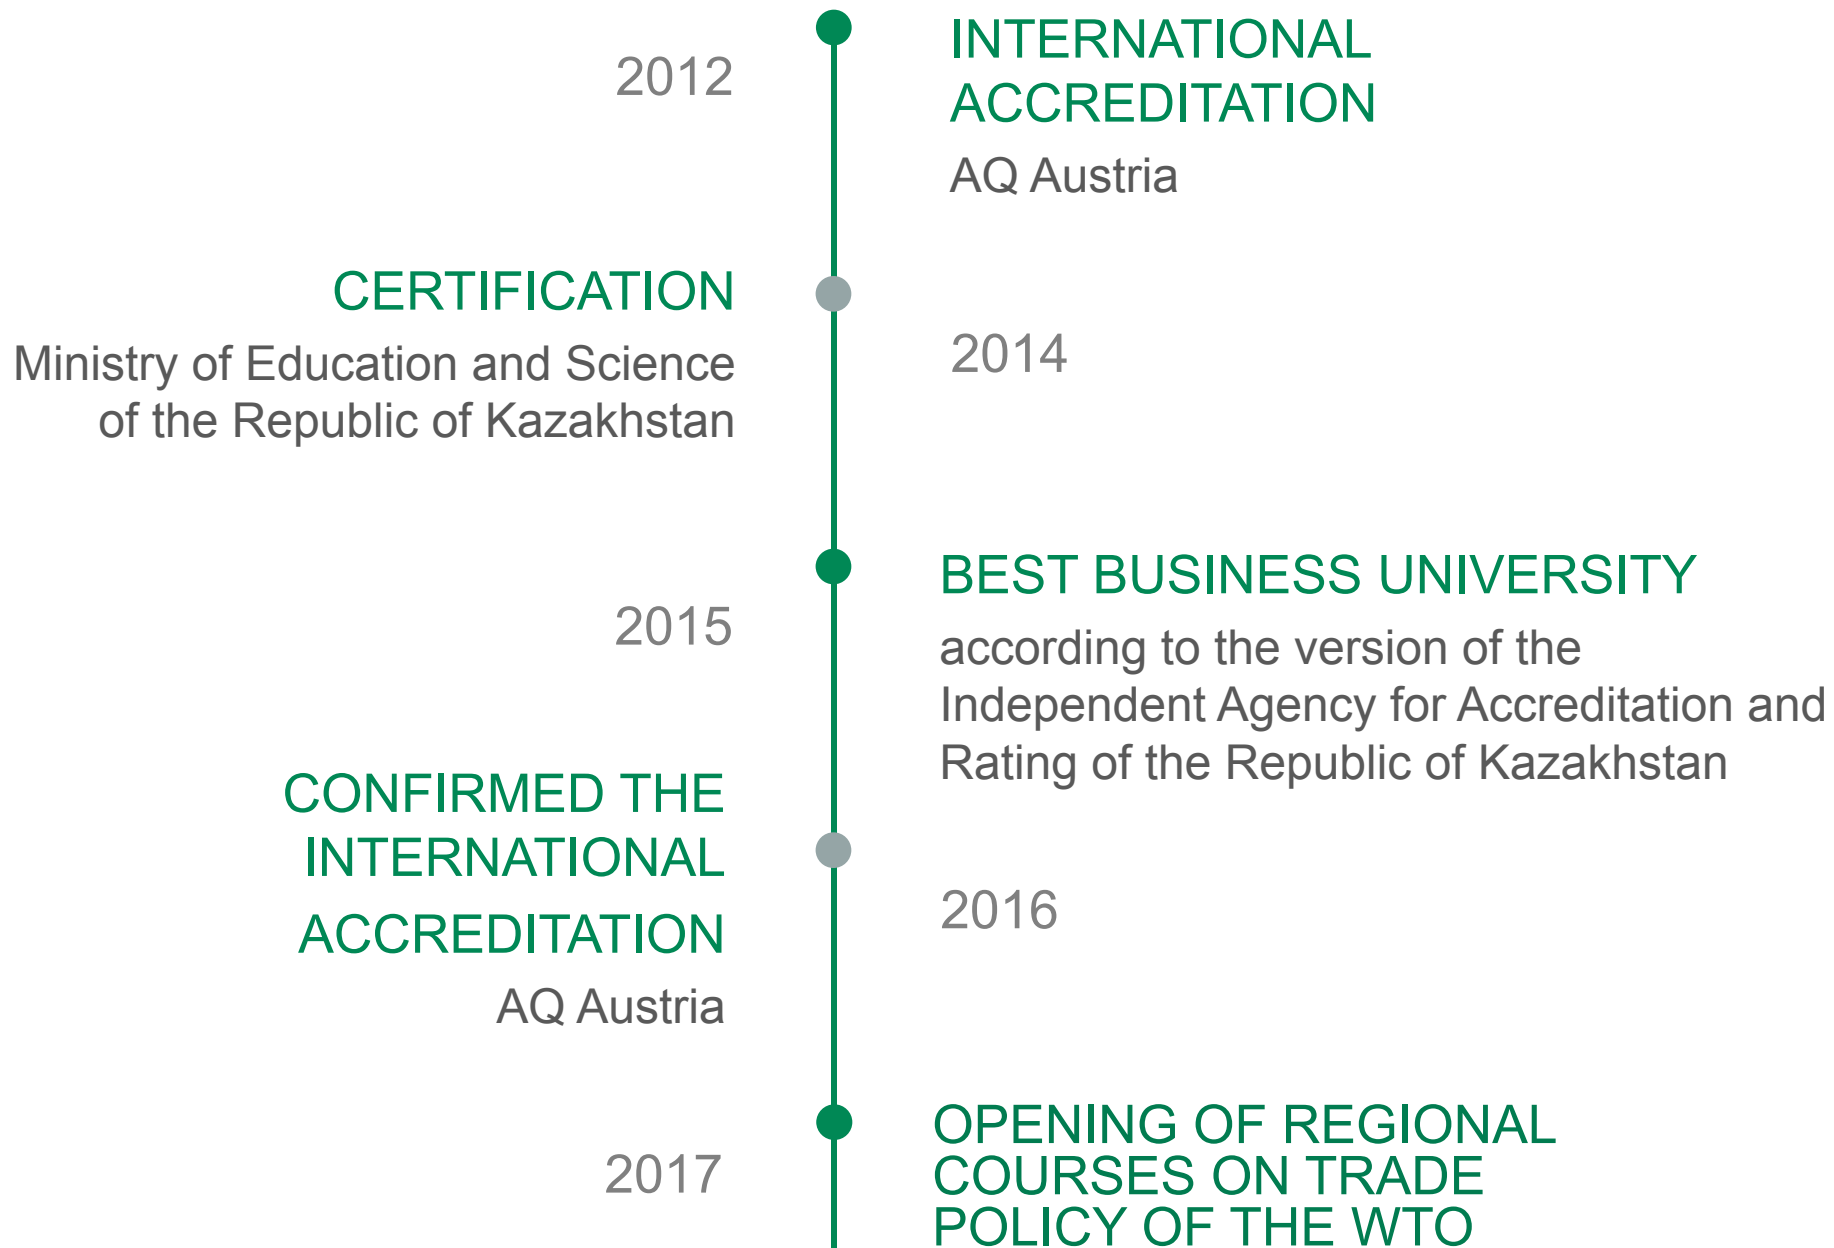 2012
INTERNATIONAL
ACCREDITATION
AQ Austria
CERTIFICATION
Ministry of Education and Science
of the Republic of Kazakhstan
2014
2015
BEST BUSINESS UNIVERSITY
according to the version of the
Independent Agency for Accreditation and
Rating of the Republic of Kazakhstan
CONFIRMED THE
INTERNATIONAL
ACCREDITATION
AQ Austria
2016
2017
OPENING OF REGIONAL
COURSES ON TRADE
POLICY OF THE WTO